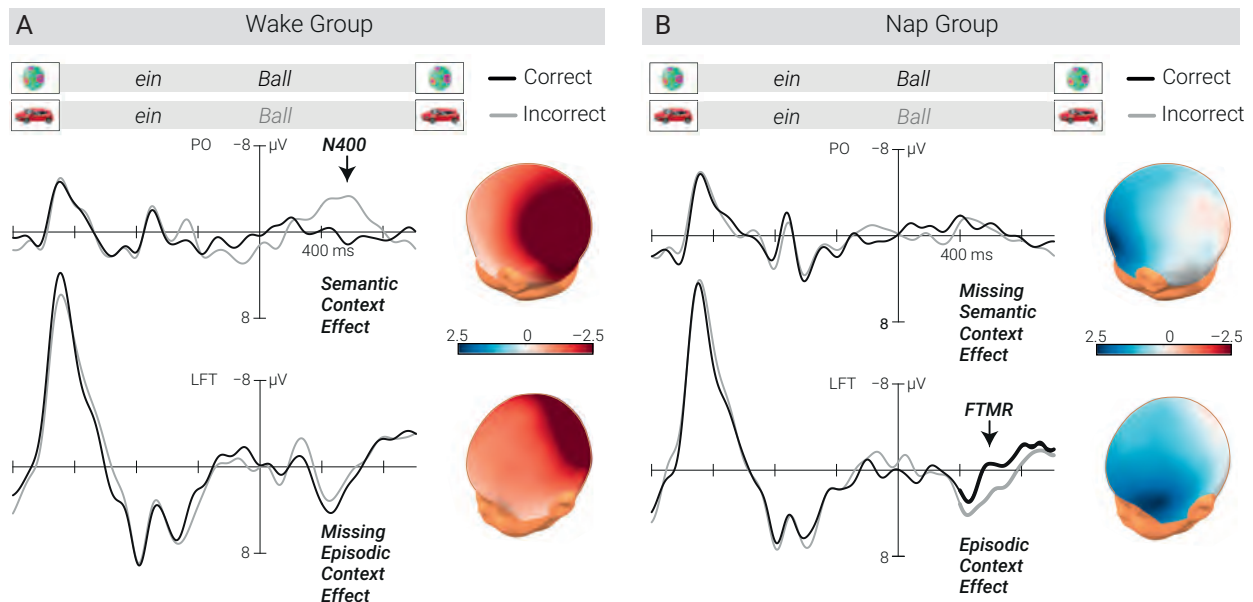 A Wake Group
ein Ball
Correct
ein Ball
Incorrect
PO −8 µV
N400
400 ms
8
Semantic
Context
Effect
2.5 0 −2.5
LFT −8 µV
8
Missing
Episodic
Context
Effect
B Nap Group
ein Ball
Correct
ein Ball
Incorrect
PO −8 µV
400 ms
8
Missing
Semantic
Context
Effect
2.5 0 −2.5
LFT -8 µV
FTMR
8
Episodic
Context
Effect